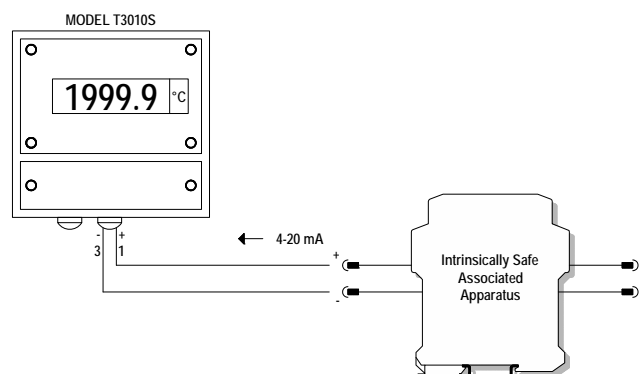 MODEL T3010S
1999.9 °C
- +
3 1
4-20 mA
+
-
Intrinsically Safe
Associated
Apparatus